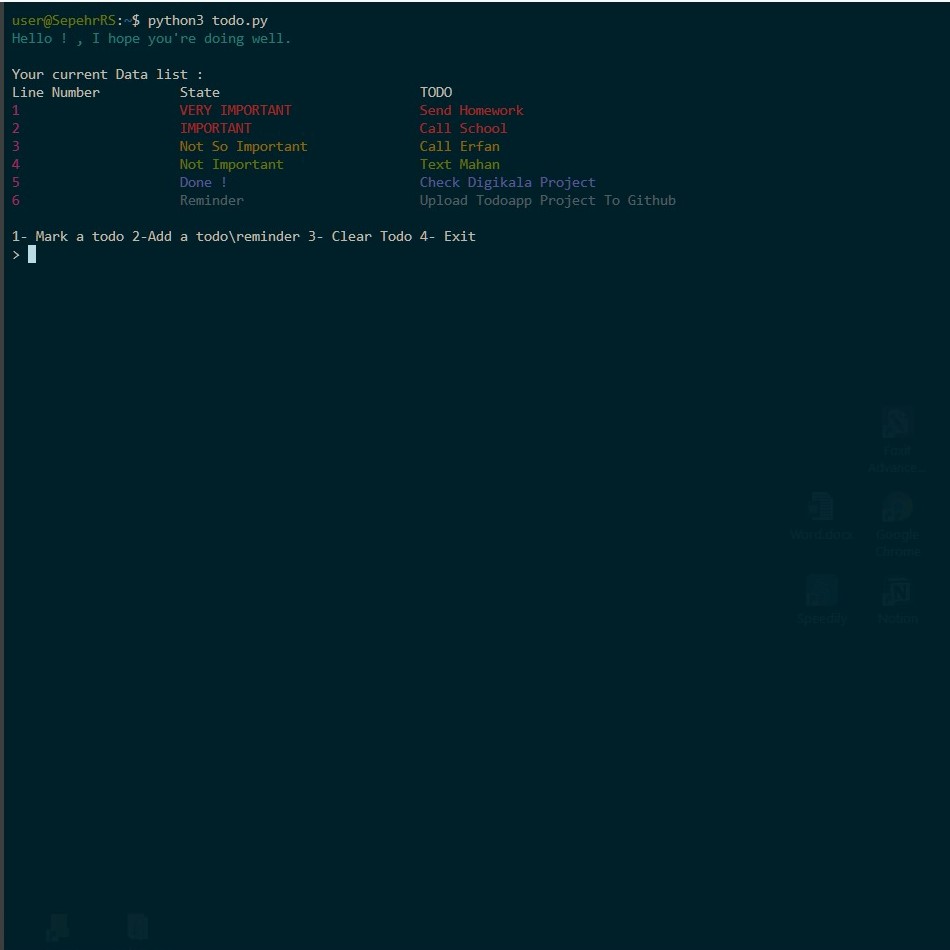 user@SepehrRS:~$ python3 todo.py
Hello ! , I hope you're doing well.
Your current Data list :
Line Number State TODO
1 VERY IMPORTANT Send Homework
2 IMPORTANT Call School
3 Not So Important Call Erfan
4 Not Important Text Mahan
5 Done ! Check Digikala Project
6 Reminder Upload Todoapp Project To Github
1- Mark a todo 2-Add a todo\reminder 3- Clear Todo 4- Exit
>
Google
Chrome
Notion